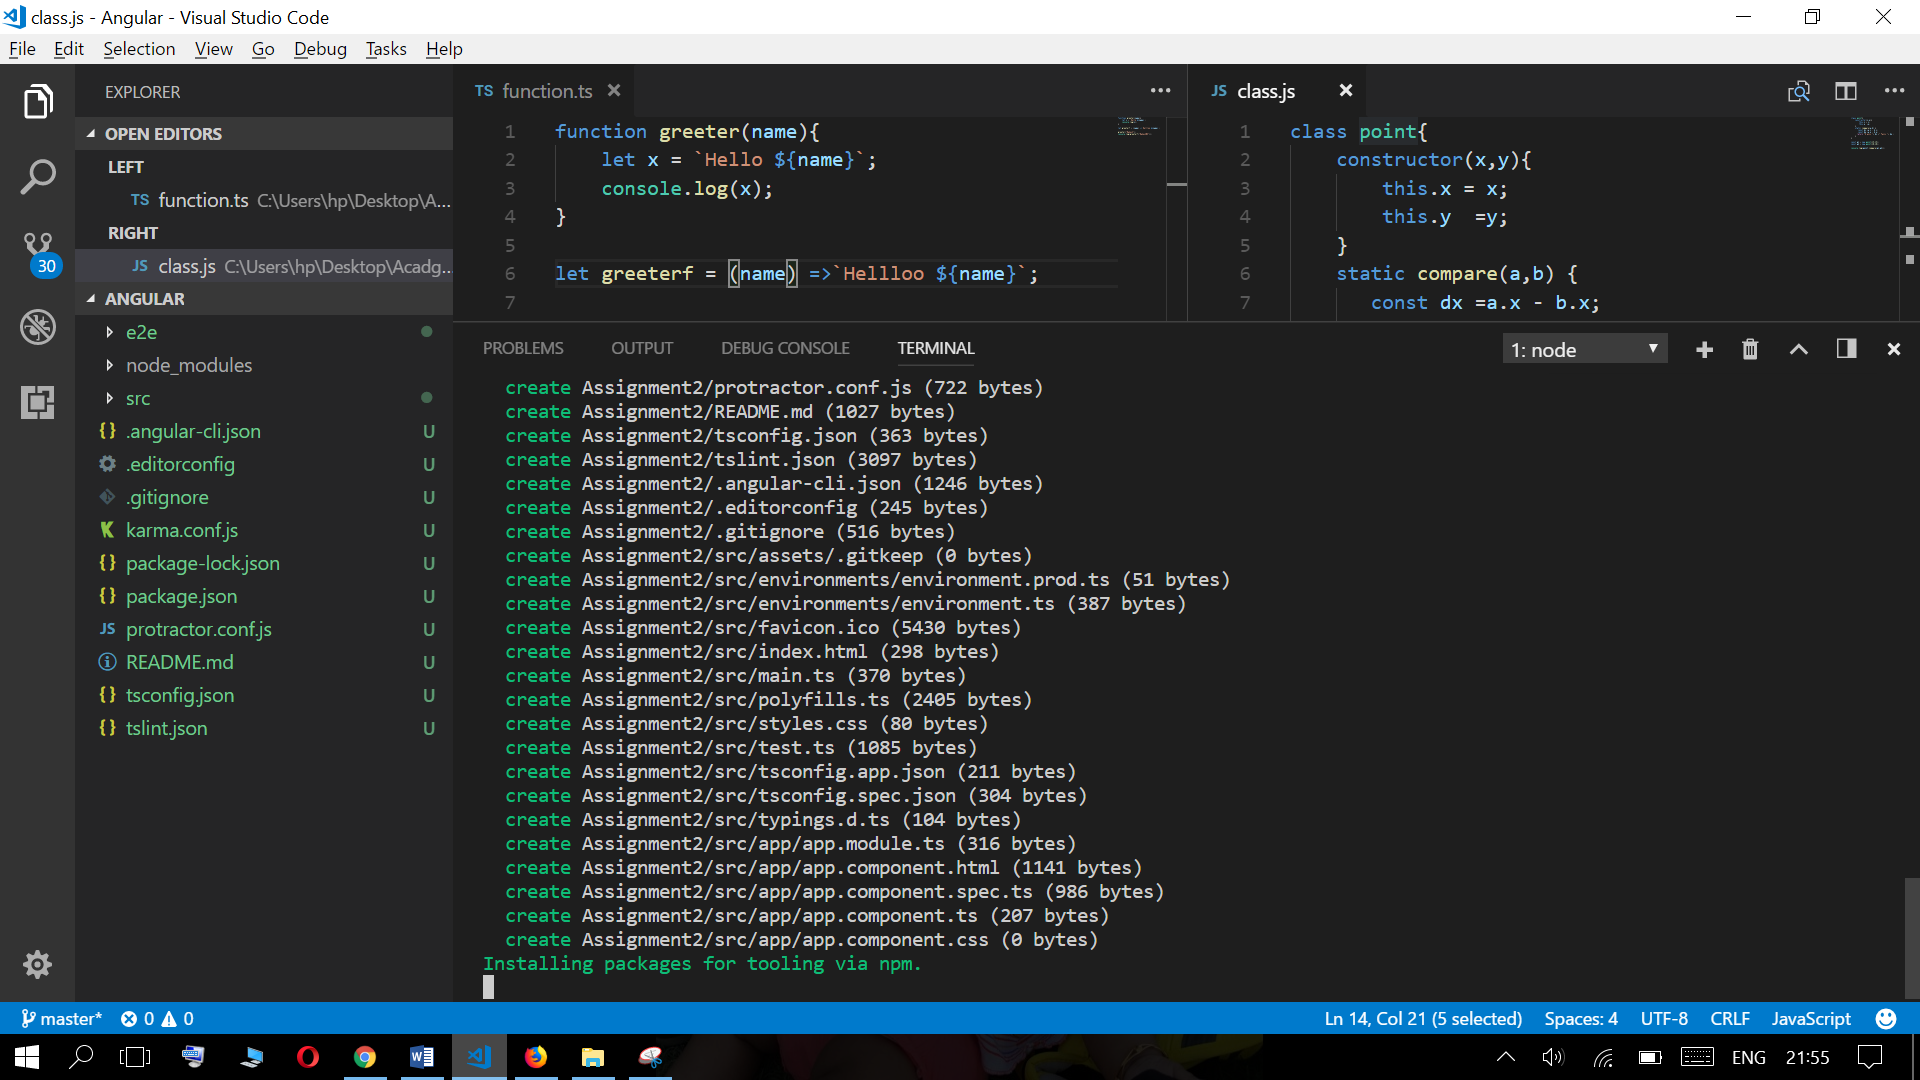 class.js - Angular - Visual Studio Code
File Edit Selection View Go Debug Tasks Help
EXPLORER
OPEN EDITORS
LEFT
TS function.ts C:\Users\hp\Desktop\A...
RIGHT
JS class.js C:\Users\hp\Desktop\Acadg...
ANGULAR
e2e
node_modules
src
{} .angular-cli.json U
.editorconfig U
.gitignore U
K karma.conf.js U
{} package-lock.json U
{} package.json U
JS protractor.conf.js U
README.md U
{} tsconfig.json U
{} tslint.json U
30
TS function.ts
1 function greeter(name){
2 let x = `Hello ${name}`;
3 console.log(x);
4 }
5
6 let greeterf = (name) =>`Hellloo ${name}`;
7
JS class.js
1 class point{
2 constructor(x,y){
3 this.x = x;
4 this.y  =y;
5 }
6 static compare(a,b) {
7 const dx =a.x - b.x;
PROBLEMS OUTPUT DEBUG CONSOLE TERMINAL 1: node
create Assignment2/protractor.conf.js (722 bytes)
create Assignment2/README.md (1027 bytes)
create Assignment2/tsconfig.json (363 bytes)
create Assignment2/tslint.json (3097 bytes)
create Assignment2/.angular-cli.json (1246 bytes)
create Assignment2/.editorconfig (245 bytes)
create Assignment2/.gitignore (516 bytes)
create Assignment2/src/assets/.gitkeep (0 bytes)
create Assignment2/src/environments/environment.prod.ts (51 bytes)
create Assignment2/src/environments/environment.ts (387 bytes)
create Assignment2/src/favicon.ico (5430 bytes)
create Assignment2/src/index.html (298 bytes)
create Assignment2/src/main.ts (370 bytes)
create Assignment2/src/polyfills.ts (2405 bytes)
create Assignment2/src/styles.css (80 bytes)
create Assignment2/src/test.ts (1085 bytes)
create Assignment2/src/tsconfig.app.json (211 bytes)
create Assignment2/src/tsconfig.spec.json (304 bytes)
create Assignment2/src/typings.d.ts (104 bytes)
create Assignment2/src/app/app.module.ts (316 bytes)
create Assignment2/src/app/app.component.html (1141 bytes)
create Assignment2/src/app/app.component.spec.ts (986 bytes)
create Assignment2/src/app/app.component.ts (207 bytes)
create Assignment2/src/app/app.component.css (0 bytes)
Installing packages for tooling via npm.
master* 0 0 Ln 14, Col 21 (5 selected) Spaces: 4 UTF-8 CRLF JavaScript
ENG 21:55